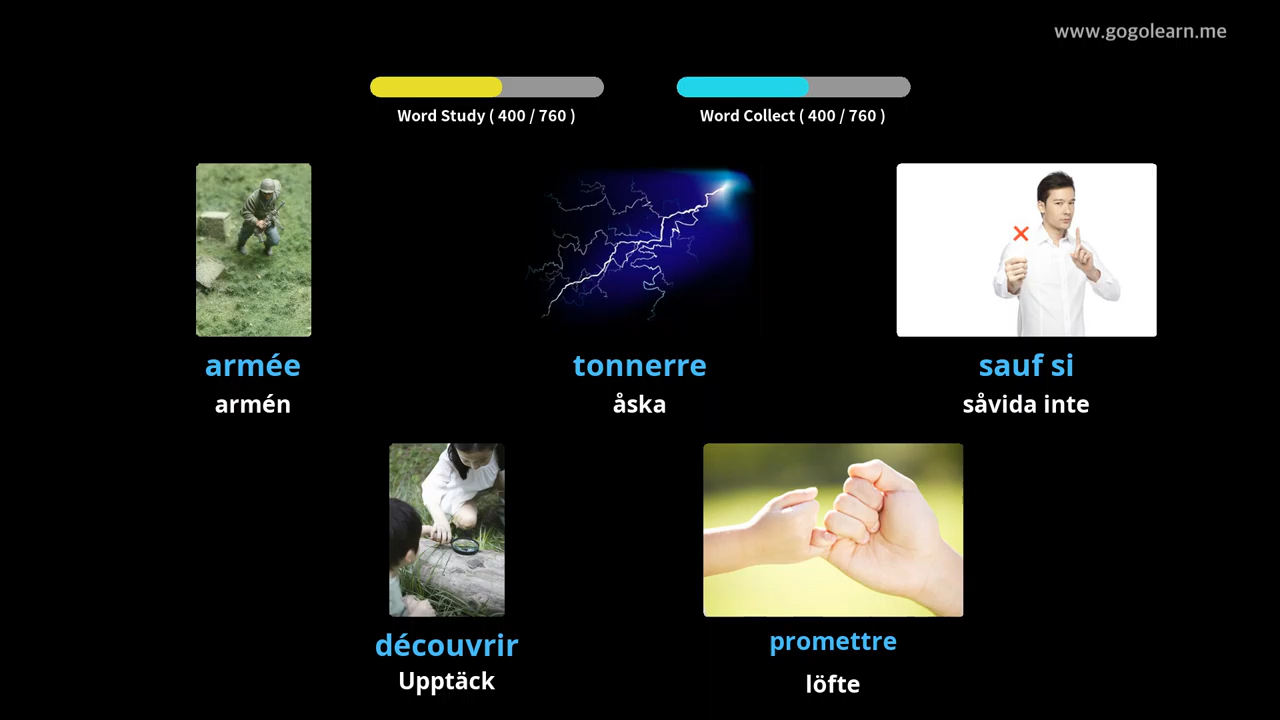 www.gogolearn.me
Word Study ( 400 / 760 )
Word Collect ( 400 / 760 )
armée
armén
tonnerre
åska
sauf si
såvida inte
découvrir
Upptäck
promettre
löfte